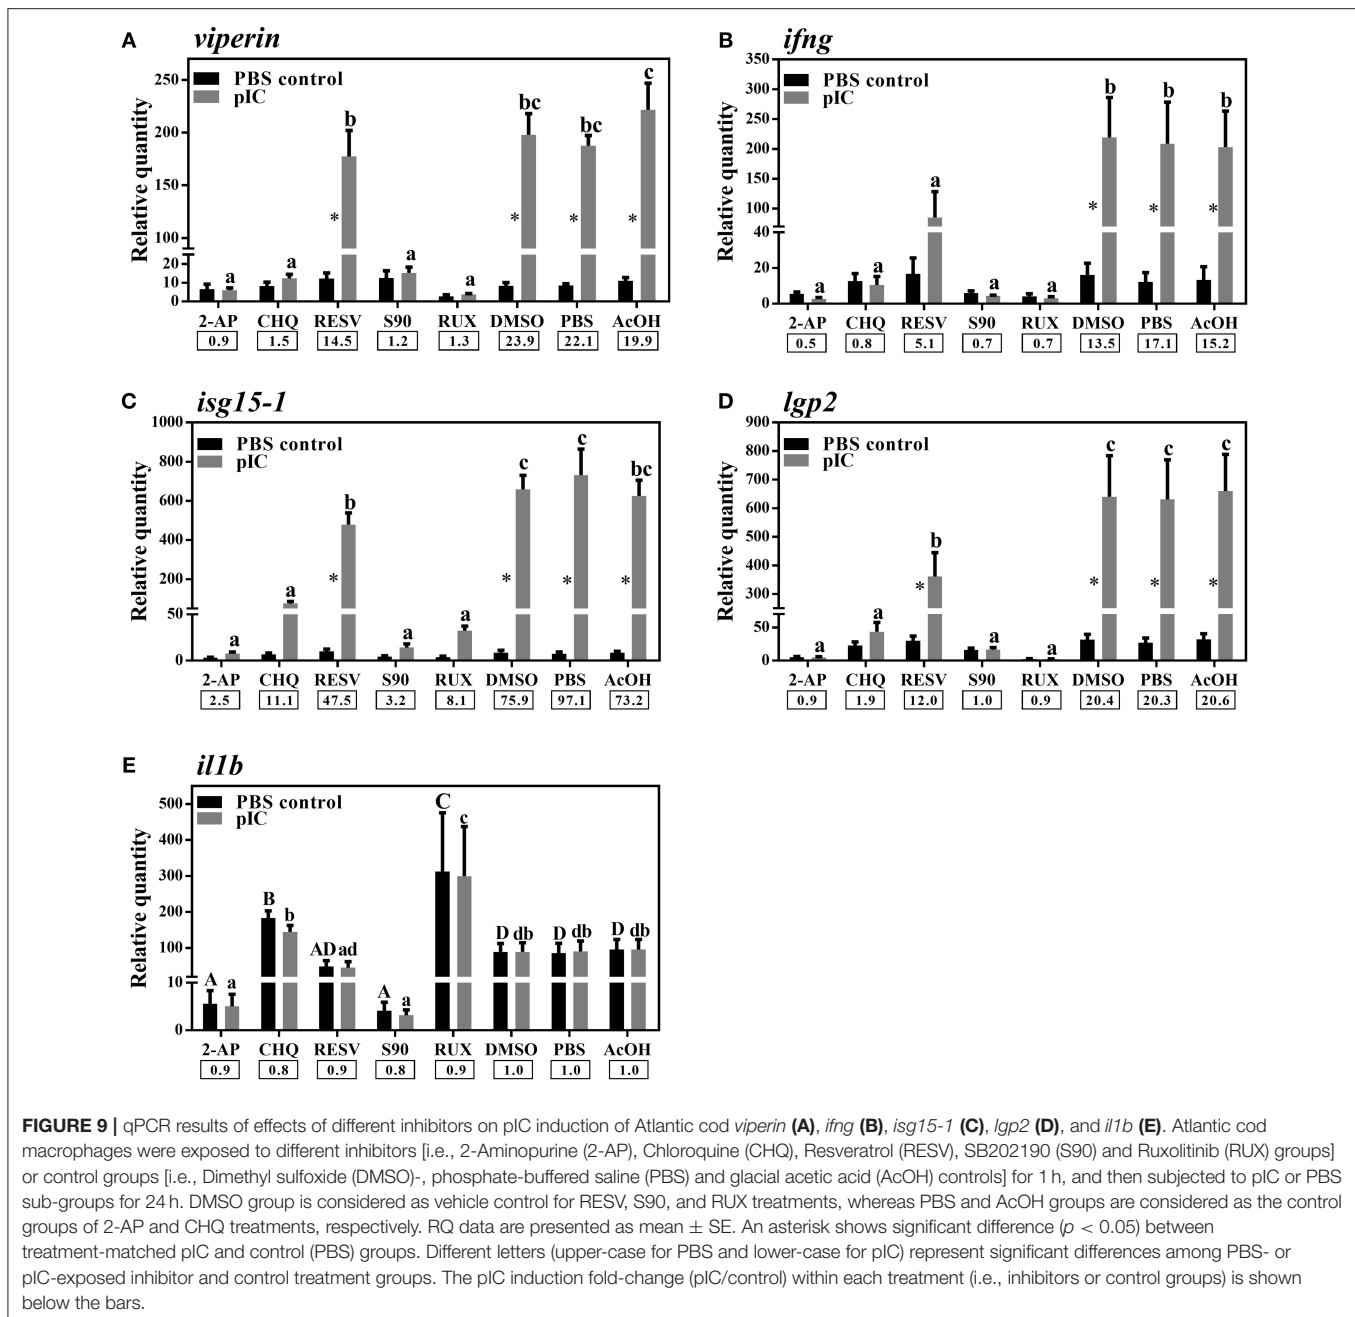 A viperin
PBS control
pIC
Relative quantity
250
200
150
100
20
10
0
a a b a a bc bc c
* * * *
2-AP CHQ RESV S90 RUX DMSO PBS AcOH
0.9 1.5 14.5 1.2 1.3 23.9 22.1 19.9
B ifng
PBS control
pIC
Relative quantity
350
300
250
200
150
100
40
20
0
a a a a a b b b
* * *
2-AP CHQ RESV S90 RUX DMSO PBS AcOH
0.5 0.8 5.1 0.7 0.7 13.5 17.1 15.2
C isg15-1
PBS control
pIC
Relative quantity
1000
800
600
400
200
50
0
a a b a a c c bc
* * * *
2-AP CHQ RESV S90 RUX DMSO PBS AcOH
2.5 11.1 47.5 3.2 8.1 75.9 97.1 73.2
D lgp2
PBS control
pIC
Relative quantity
900
800
700
600
500
400
300
50
0
a a b a a c c c
* * * *
2-AP CHQ RESV S90 RUX DMSO PBS AcOH
0.9 1.9 12.0 1.0 0.9 20.4 20.3 20.6
E il1b
PBS control
pIC
Relative quantity
500
400
300
200
100
10
0
A a B b AD ad A a C c D db D db D db
2-AP CHQ RESV S90 RUX DMSO PBS AcOH
0.9 0.8 0.9 0.8 0.9 1.0 1.0 1.0
FIGURE 9 | qPCR results of effects of different inhibitors on pIC induction of Atlantic cod viperin (A), ifng (B), isg15-1 (C), lgp2 (D), and il1b (E). Atlantic cod
macrophages were exposed to different inhibitors [i.e., 2-Aminopurine (2-AP), Chloroquine (CHQ), Resveratrol (RESV), SB202190 (S90) and Ruxolitinib (RUX) groups]
or control groups [i.e., Dimethyl sulfoxide (DMSO)-, phosphate-buffered saline (PBS) and glacial acetic acid (AcOH) controls] for 1 h, and then subjected to pIC or PBS
sub-groups for 24 h. DMSO group is considered as vehicle control for RESV, S90, and RUX treatments, whereas PBS and AcOH groups are considered as the control
groups of 2-AP and CHQ treatments, respectively. RQ data are presented as mean ± SE. An asterisk shows significant difference (p < 0.05) between
treatment-matched pIC and control (PBS) groups. Different letters (upper-case for PBS and lower-case for pIC) represent significant differences among PBS- or
pIC-exposed inhibitor and control treatment groups. The pIC induction fold-change (pIC/control) within each treatment (i.e., inhibitors or control groups) is shown
below the bars.